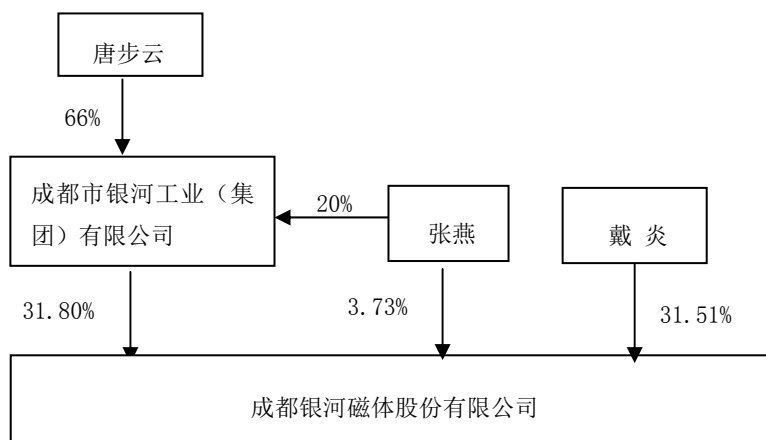 唐步云
66%
成都市银河工业（集
团）有限公司
20%
张燕
戴 炎
31.80%
3.73%
31.51%
成都银河磁体股份有限公司